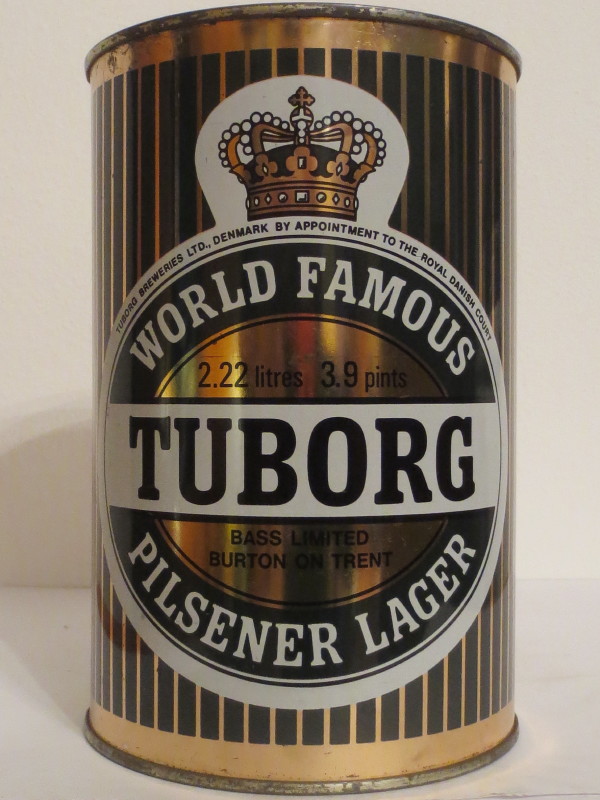 TUBORG BREWERIES LTD., DENMARK BY APPOINTMENT TO THE ROYAL DANISH COURT
WORLD FAMOUS
2.22 litres 3.9 pints
TUBORG
BASS LIMITED
BURTON ON TRENT
PILSENER LAGER